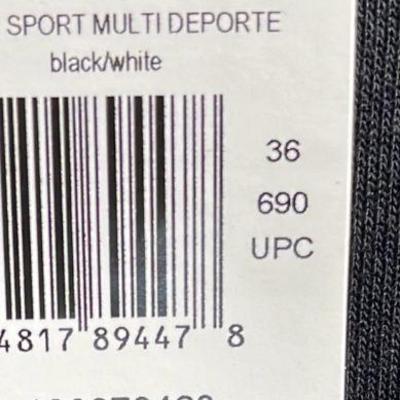 SPORT MULTI DEPORTE
black/white
36
690
UPC
4817 89447 8